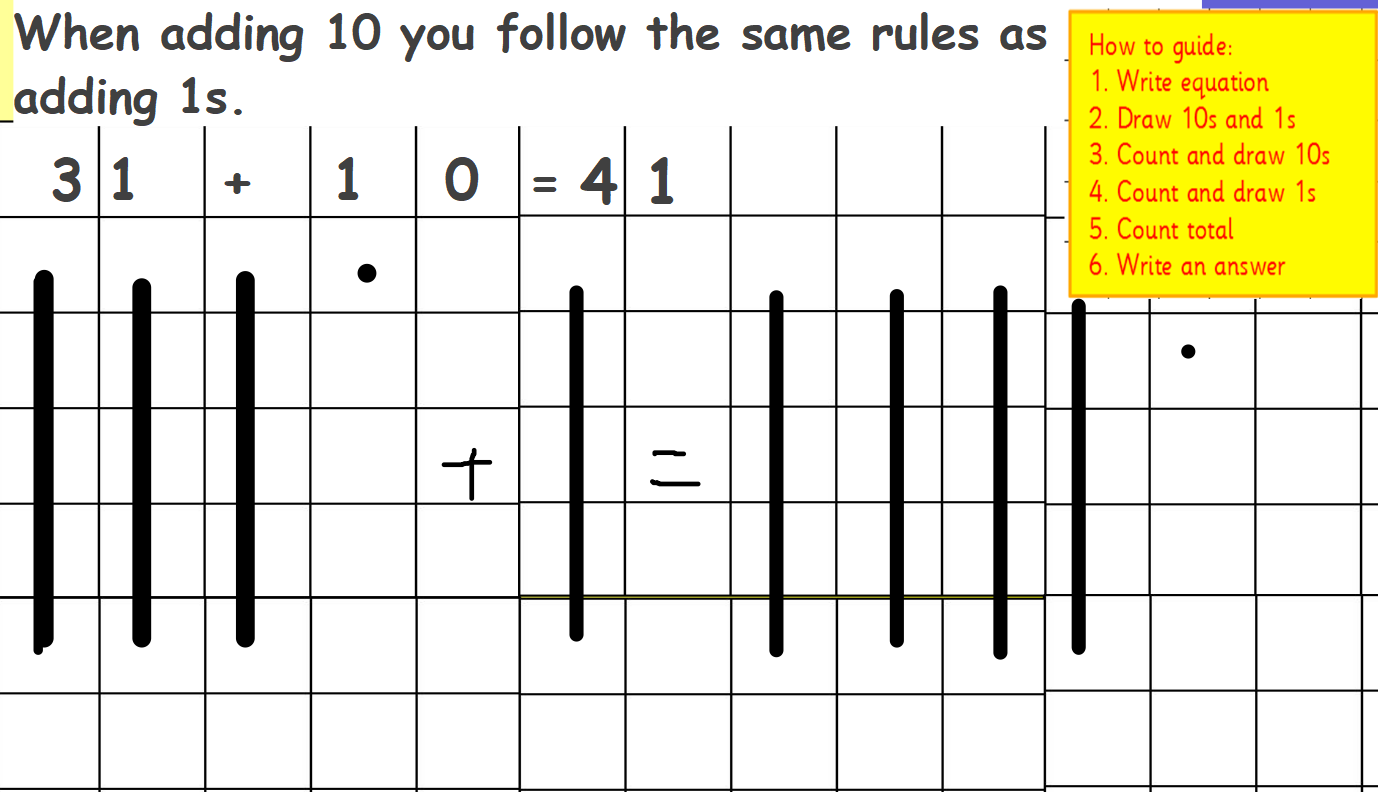 When adding 10 you follow the same rules as
adding 1s.
How to guide:
1. Write equation
2. Draw 10s and 1s
3. Count and draw 10s
4. Count and draw 1s
5. Count total
6. Write an answer
31 + 10 = 41
+ =